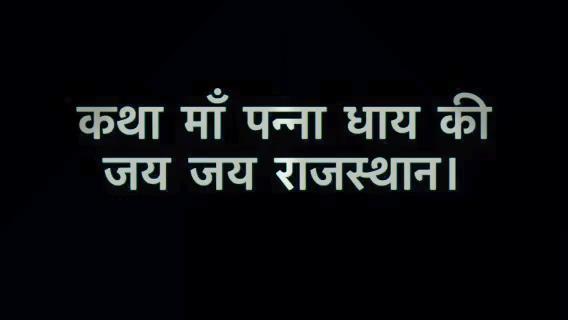 कथा माँ पन्ना धाय की
जय जय राजस्थान।